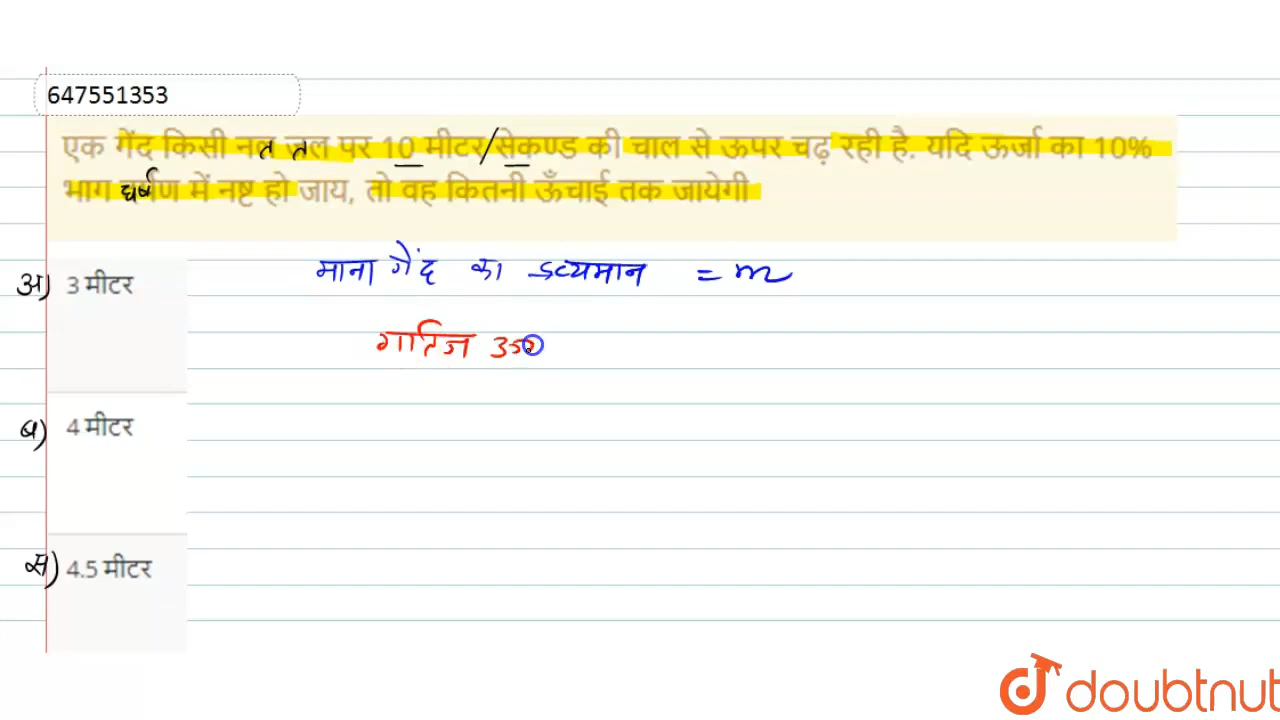 647551353
एक गेंद किसी नत तल पर 10 मीटर/सेकण्ड की चाल से ऊपर चढ़ रही है. यदि ऊर्जा का 10%
भाग घर्षण में नष्ट हो जाय, तो वह कितनी ऊँचाई तक जायेगी
माना गेंद का द्रव्यमान = m
अ) 3 मीटर
गतिज
ब) 4 मीटर
स) 4.5 मीटर
doubtnut